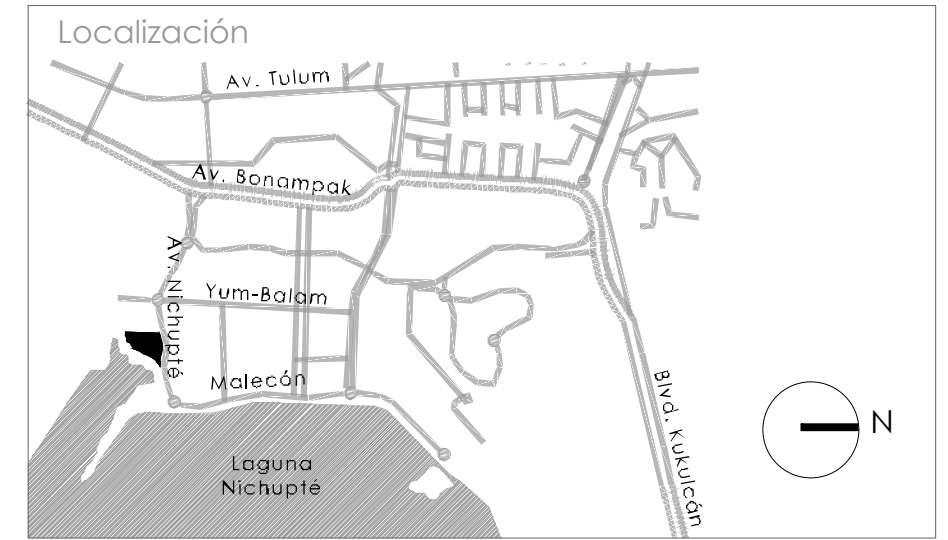 Localización
Av. Tulum
Av. Bonampak
Av. Nichupté
Yum-Balam
Malecón
Blvd. Kukulcán
N
Laguna
Nichupté